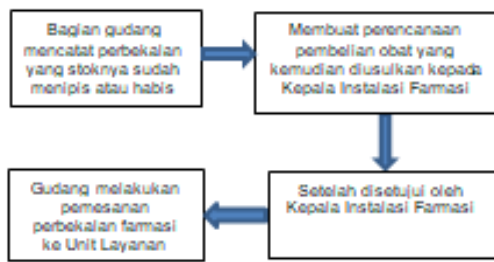 Bagian gudang
mencatat perbekalan
yang stoknya sudah
menipis atau habis
Membuat perencanaan
pembelian obat yang
kemudian diusulkan kepada
Kepala Instalasi Farmasi
Setelah disetujui oleh
Kepala Instalasi Farmasi
Gudang melakukan
pemesanan
perbekalan farmasi
ke Unit Layanan